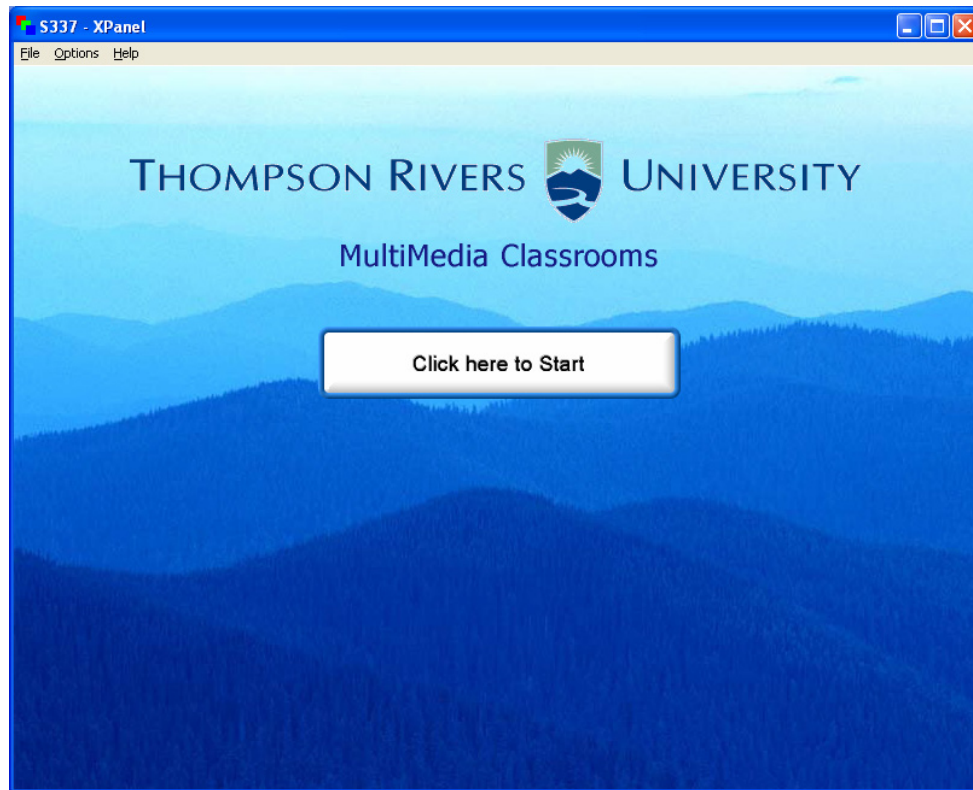 S337 - XPanel
File Options Help
THOMPSON RIVERS UNIVERSITY
MultiMedia Classrooms
Click here to Start